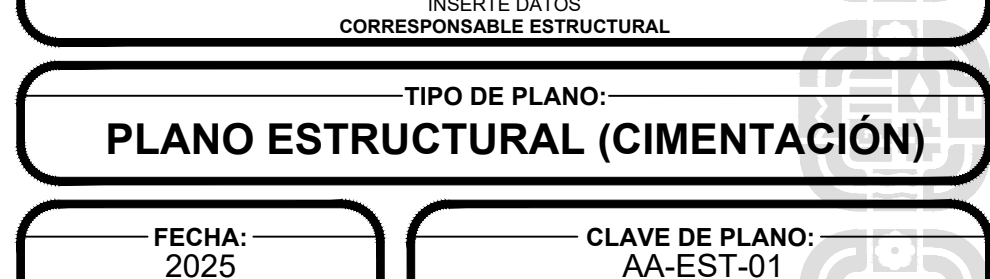 INSERTE DATOS
CORRESPONSABLE ESTRUCTURAL
TIPO DE PLANO:
PLANO ESTRUCTURAL (CIMENTACIÓN)
FECHA:
2025
CLAVE DE PLANO:
AA-EST-01